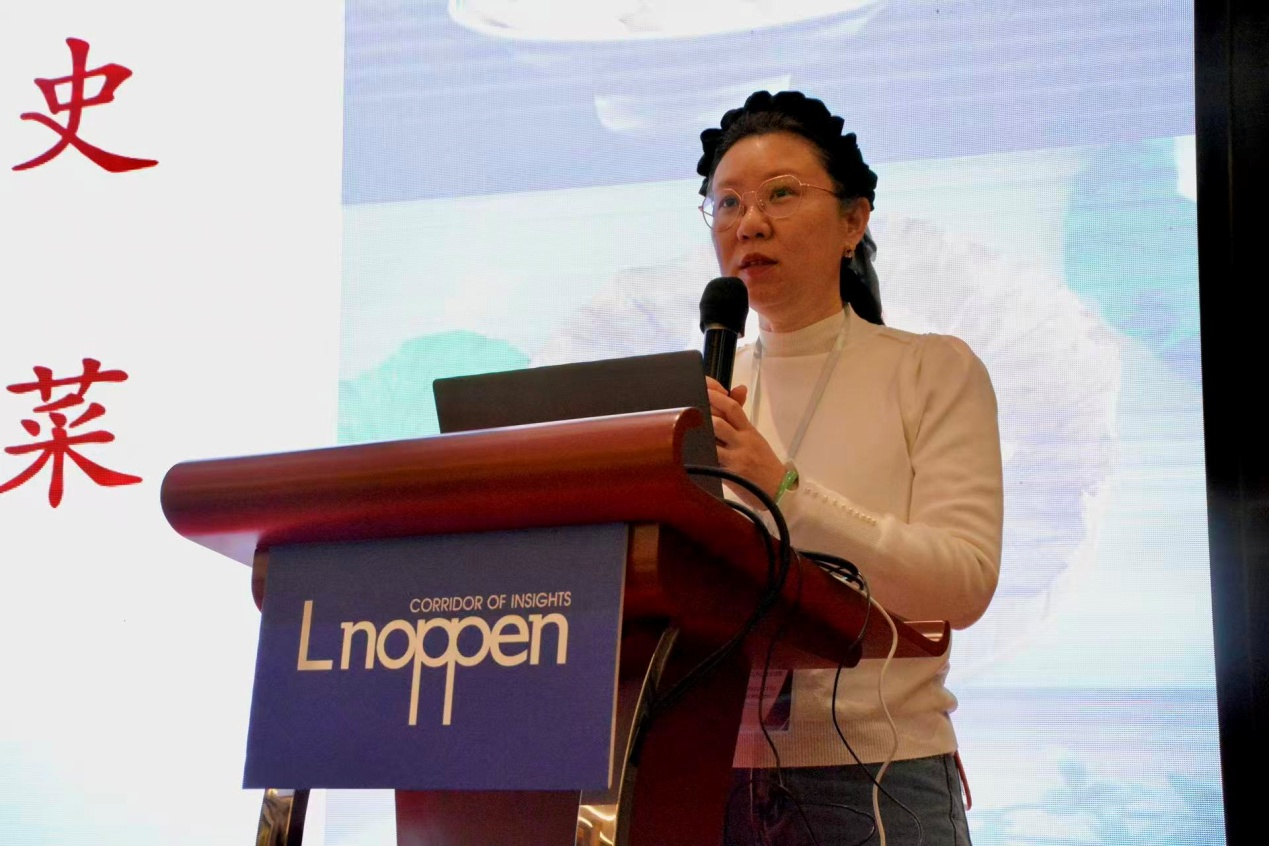 史
菜
CORRIDOR OF INSIGHTS
Lnoppen